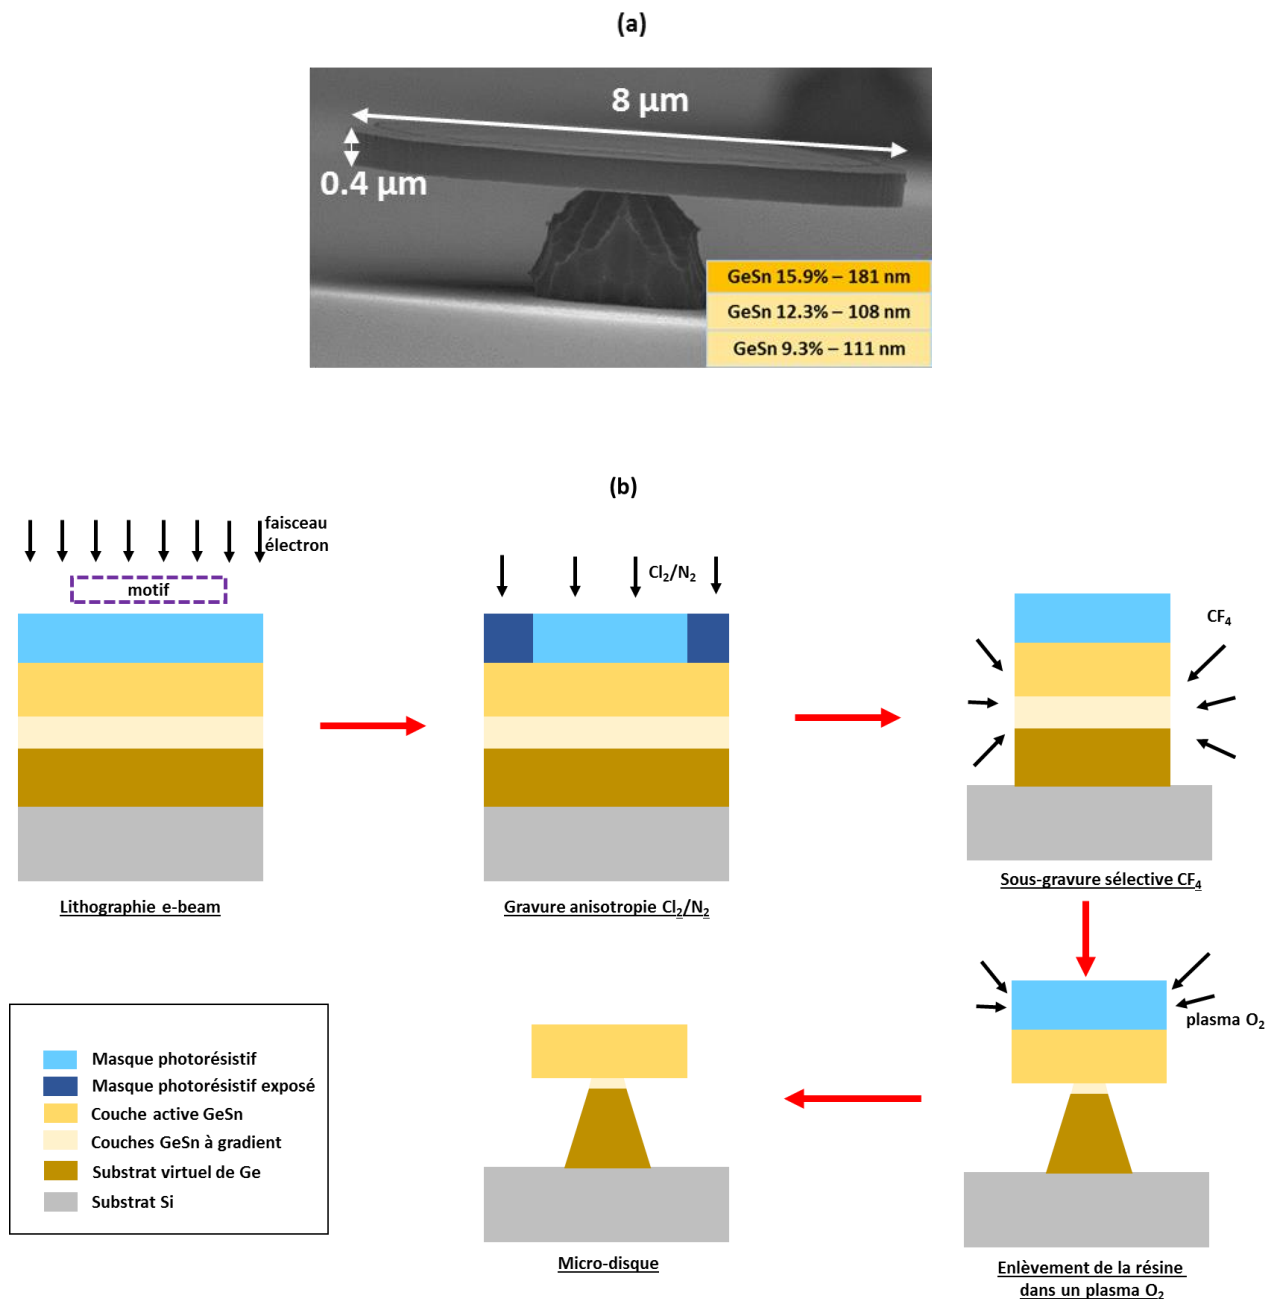 (a)
8 µm
0.4 µm
GeSn 15.9% – 181 nm
GeSn 12.3% – 108 nm
GeSn 9.3% – 111 nm
(b)
faisceau
électron
motif
Lithographie e-beam
Cl₂/N₂
Gravure anisotropie Cl₂/N₂
CF₄
Sous-gravure sélective CF₄
plasma O₂
Enlèvement de la résine
dans un plasma O₂
Micro-disque
Masque photorésistif
Masque photorésistif exposé
Couche active GeSn
Couches GeSn à gradient
Substrat virtuel de Ge
Substrat Si